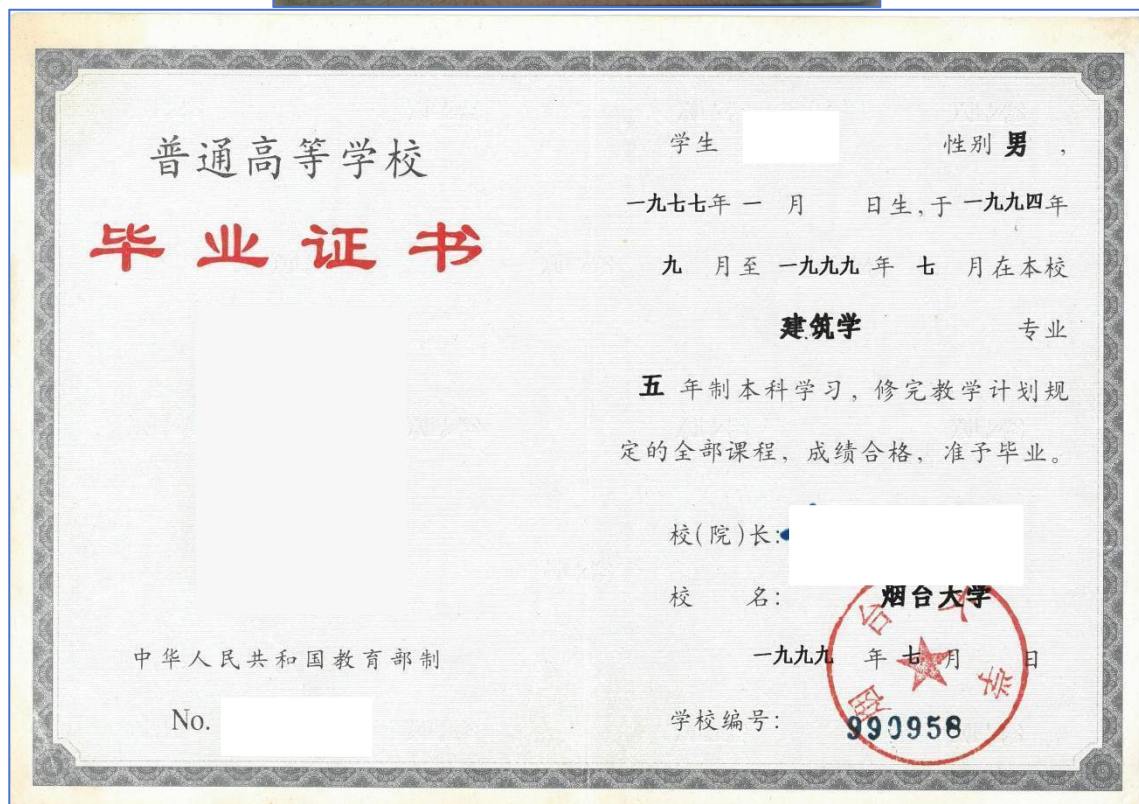 普通高等学校
毕业证书
中华人民共和国教育部制
No.
学生 性别 男，
一九七七年 一 月 日生，于 一九九四年
九 月至 一九九九 年 七 月在本校
建筑学 专业
五 年制本科学习，修完教学计划规
定的全部课程，成绩合格，准予毕业。
校(院)长：
校 名： 烟台大学
一九九九 年 七 月 日
学校编号： 990958
烟台大学